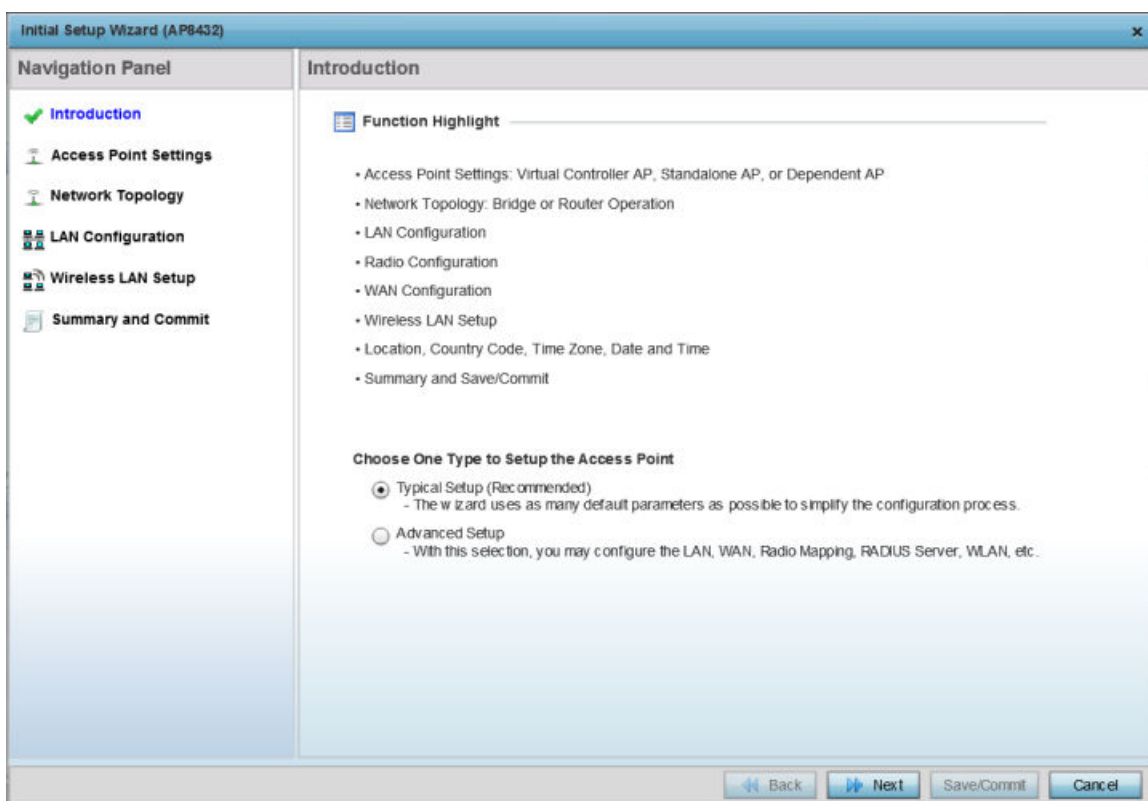 Initial Setup Wizard (AP8432)
Navigation Panel
Introduction
Access Point Settings
Network Topology
LAN Configuration
Wireless LAN Setup
Summary and Commit
Introduction
Function Highlight
• Access Point Settings: Virtual Controller AP, Standalone AP, or Dependent AP
• Network Topology: Bridge or Router Operation
• LAN Configuration
• Radio Configuration
• WAN Configuration
• Wireless LAN Setup
• Location, Country Code, Time Zone, Date and Time
• Summary and Save/Commit
Choose One Type to Setup the Access Point
Typical Setup (Recommended)
- The wizard uses as many default parameters as possible to simplify the configuration process.
Advanced Setup
- With this selection, you may configure the LAN, WAN, Radio Mapping, RADIUS Server, WLAN, etc.
Back
Next
Save/Commit
Cancel